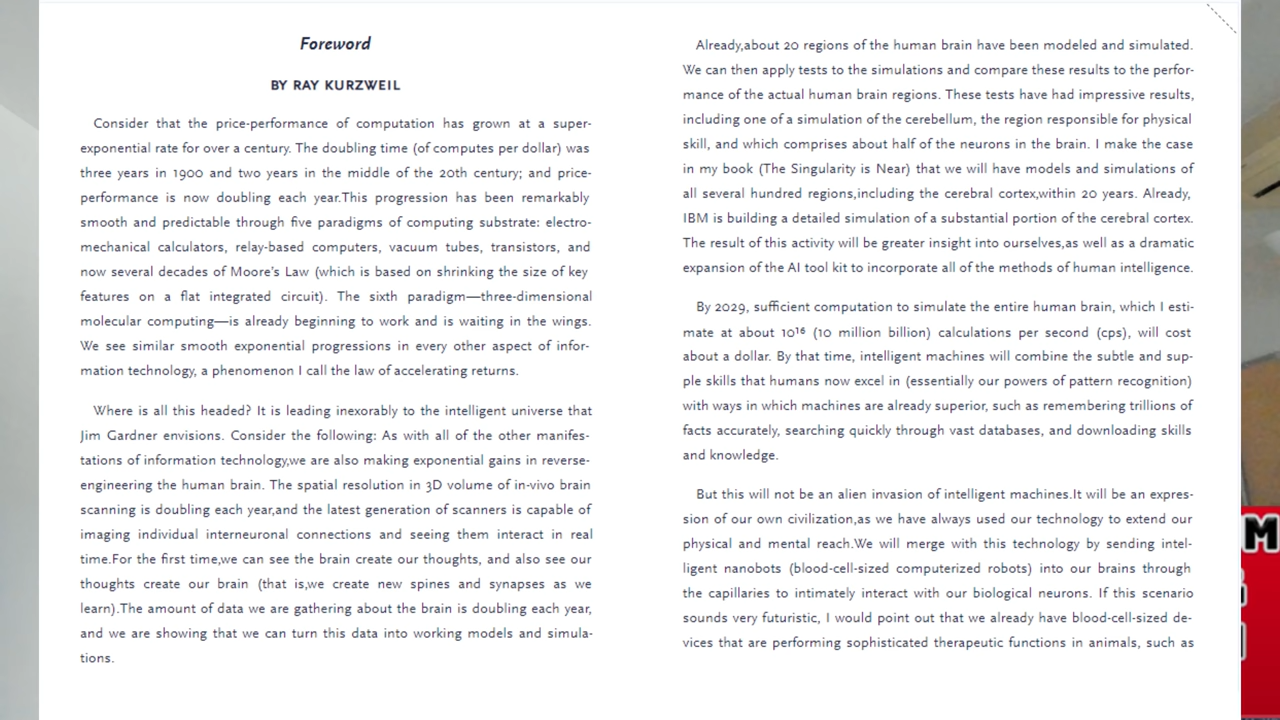 Foreword
BY RAY KURZWEIL
Consider that the price-performance of computation has grown at a super-
exponential rate for over a century. The doubling time (of computes per dollar) was
three years in 1900 and two years in the middle of the 20th century; and price-
performance is now doubling each year.This progression has been remarkably
smooth and predictable through five paradigms of computing substrate: electro-
mechanical calculators, relay-based computers, vacuum tubes, transistors, and
now several decades of Moore's Law (which is based on shrinking the size of key
features on a flat integrated circuit). The sixth paradigm—three-dimensional
molecular computing—is already beginning to work and is waiting in the wings.
We see similar smooth exponential progressions in every other aspect of infor-
mation technology, a phenomenon I call the law of accelerating returns.
Where is all this headed? It is leading inexorably to the intelligent universe that
Jim Gardner envisions. Consider the following: As with all of the other manifes-
tations of information technology,we are also making exponential gains in reverse-
engineering the human brain. The spatial resolution in 3D volume of in-vivo brain
scanning is doubling each year,and the latest generation of scanners is capable of
imaging individual interneuronal connections and seeing them interact in real
time.For the first time,we can see the brain create our thoughts, and also see our
thoughts create our brain (that is,we create new spines and synapses as we
learn).The amount of data we are gathering about the brain is doubling each year,
and we are showing that we can turn this data into working models and simula-
tions.
Already,about 20 regions of the human brain have been modeled and simulated.
We can then apply tests to the simulations and compare these results to the perfor-
mance of the actual human brain regions. These tests have had impressive results,
including one of a simulation of the cerebellum, the region responsible for physical
skill, and which comprises about half of the neurons in the brain. I make the case
in my book (The Singularity is Near) that we will have models and simulations of
all several hundred regions,including the cerebral cortex,within 20 years. Already,
IBM is building a detailed simulation of a substantial portion of the cerebral cortex.
The result of this activity will be greater insight into ourselves,as well as a dramatic
expansion of the AI tool kit to incorporate all of the methods of human intelligence.
By 2029, sufficient computation to simulate the entire human brain, which I esti-
mate at about 10¹⁶ (10 million billion) calculations per second (cps), will cost
about a dollar. By that time, intelligent machines will combine the subtle and sup-
ple skills that humans now excel in (essentially our powers of pattern recognition)
with ways in which machines are already superior, such as remembering trillions of
facts accurately, searching quickly through vast databases, and downloading skills
and knowledge.
But this will not be an alien invasion of intelligent machines.It will be an expres-
sion of our own civilization,as we have always used our technology to extend our
physical and mental reach.We will merge with this technology by sending intel-
ligent nanobots (blood-cell-sized computerized robots) into our brains through
the capillaries to intimately interact with our biological neurons. If this scenario
sounds very futuristic, I would point out that we already have blood-cell-sized de-
vices that are performing sophisticated therapeutic functions in animals, such as
M